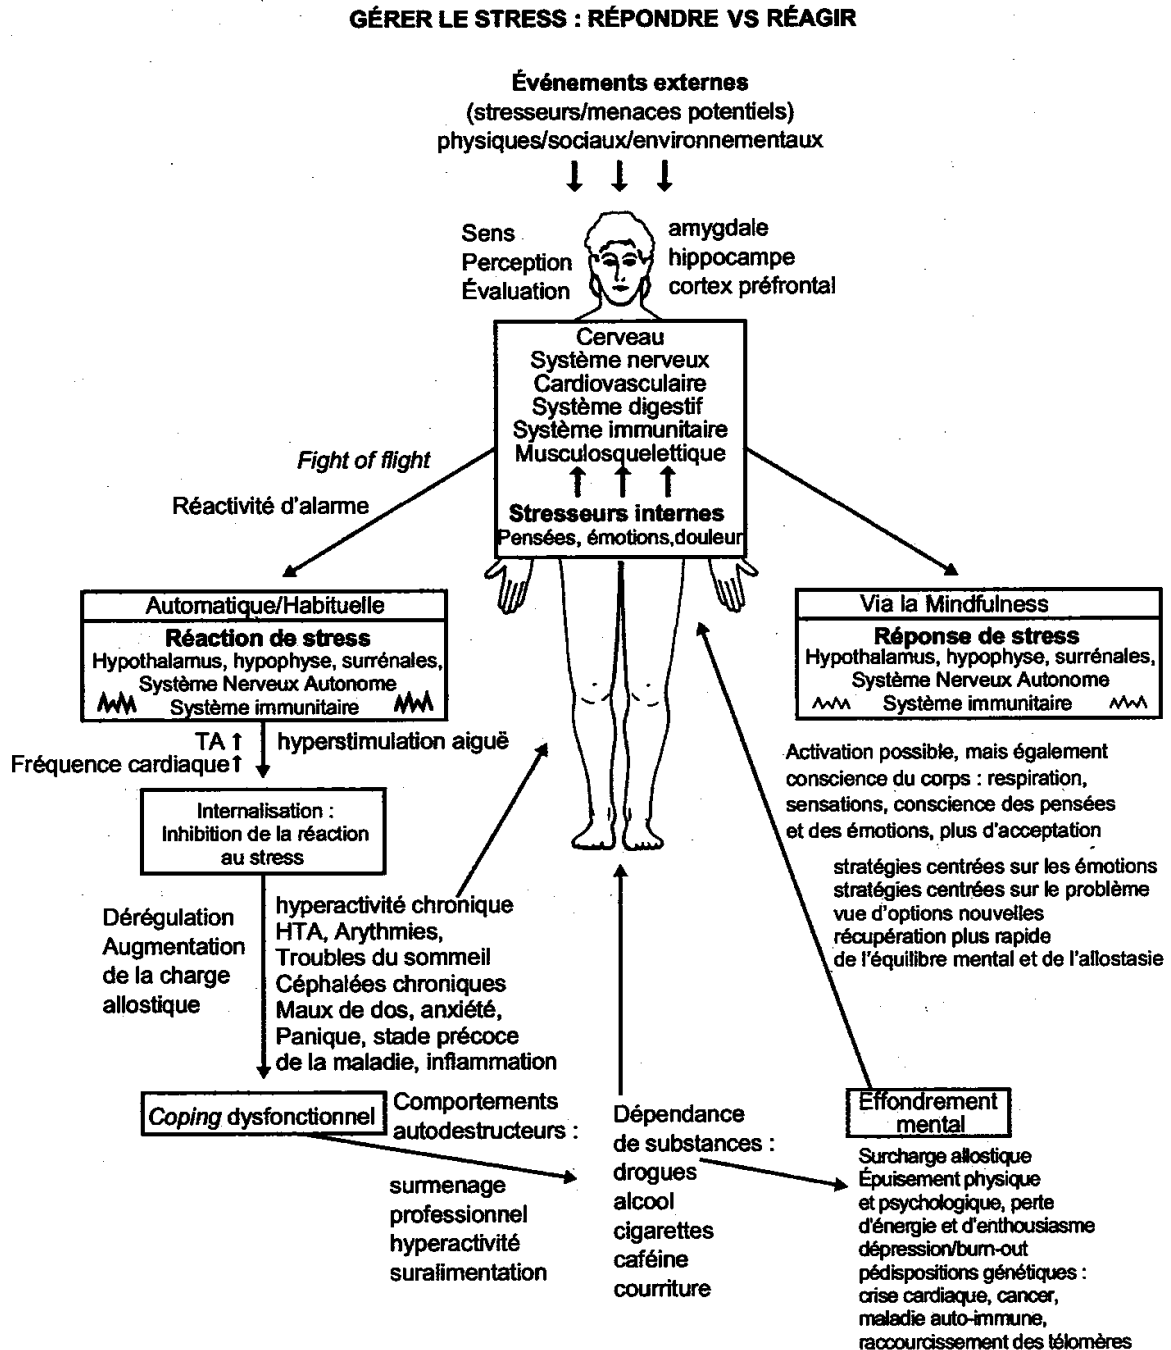 GÉRER LE STRESS : RÉPONDRE VS RÉAGIR
Événements externes
(stresseurs/menaces potentiels)
physiques/sociaux/environnementaux
Sens
Perception
Évaluation
amygdale
hippocampe
cortex préfrontal
Cerveau
Système nerveux
Cardiovasculaire
Système digestif
Système immunitaire
Musculosquelettique
Stresseurs internes
Pensées, émotions,douleur
Fight of flight
Réactivité d'alarme
Automatique/Habituelle
Réaction de stress
Hypothalamus, hypophyse, surrénales,
Système Nerveux Autonome
Système immunitaire
Via la Mindfulness
Réponse de stress
Hypothalamus, hypophyse, surrénales,
Système Nerveux Autonome
Système immunitaire
TA ↑
Fréquence cardiaque↑
hyperstimulation aiguë
Internalisation :
Inhibition de la réaction
au stress
Activation possible, mais également
conscience du corps : respiration,
sensations, conscience des pensées
et des émotions, plus d'acceptation
stratégies centrées sur les émotions
stratégies centrées sur le problème
vue d'options nouvelles
récupération plus rapide
de l'équilibre mental et de l'allostasie
Dérégulation
Augmentation
de la charge
allostique
hyperactivité chronique
HTA, Arythmies,
Troubles du sommeil
Céphalées chroniques
Maux de dos, anxiété,
Panique, stade précoce
de la maladie, inflammation
Coping dysfonctionnel
Comportements
autodestructeurs :
surmenage
professionnel
hyperactivité
suralimentation
Dépendance
de substances :
drogues
alcool
cigarettes
caféine
courriture
Effondrement
mental
Surcharge allostique
Épuisement physique
et psychologique, perte
d'énergie et d'enthousiasme
dépression/burn-out
pédispositions génétiques :
crise cardiaque, cancer,
maladie auto-immune,
raccourcissement des télomères